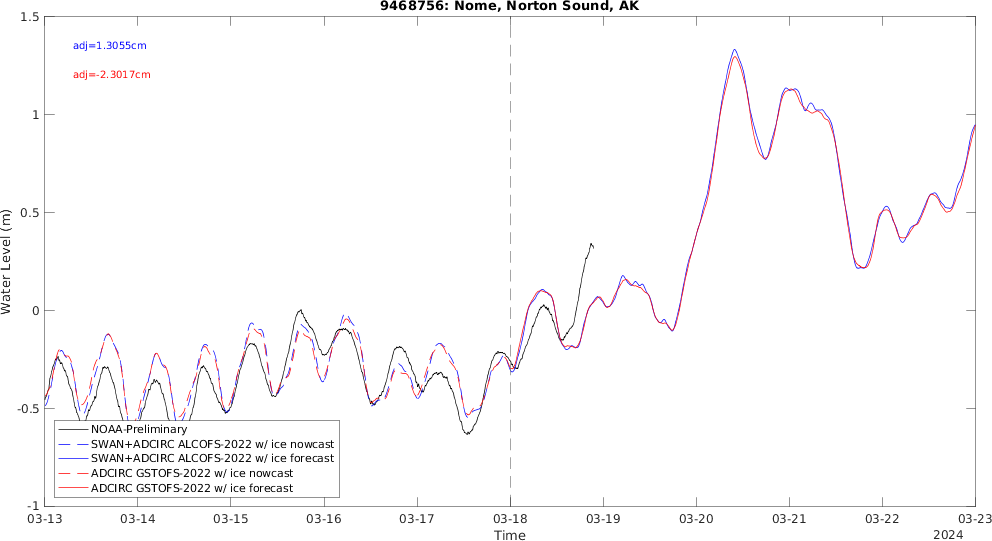 9468756: Nome, Norton Sound, AK
1.5
adj=1.3055cm
adj=-2.3017cm
1
0.5
Water Level (m)
0
-0.5
NOAA-Preliminary
SWAN+ADCIRC ALCOFS-2022 w/ ice nowcast
SWAN+ADCIRC ALCOFS-2022 w/ ice forecast
ADCIRC GSTOFS-2022 w/ ice nowcast
ADCIRC GSTOFS-2022 w/ ice forecast
-1
03-13 03-14 03-15 03-16 03-17 03-18 03-19 03-20 03-21 03-22 03-23
Time
2024